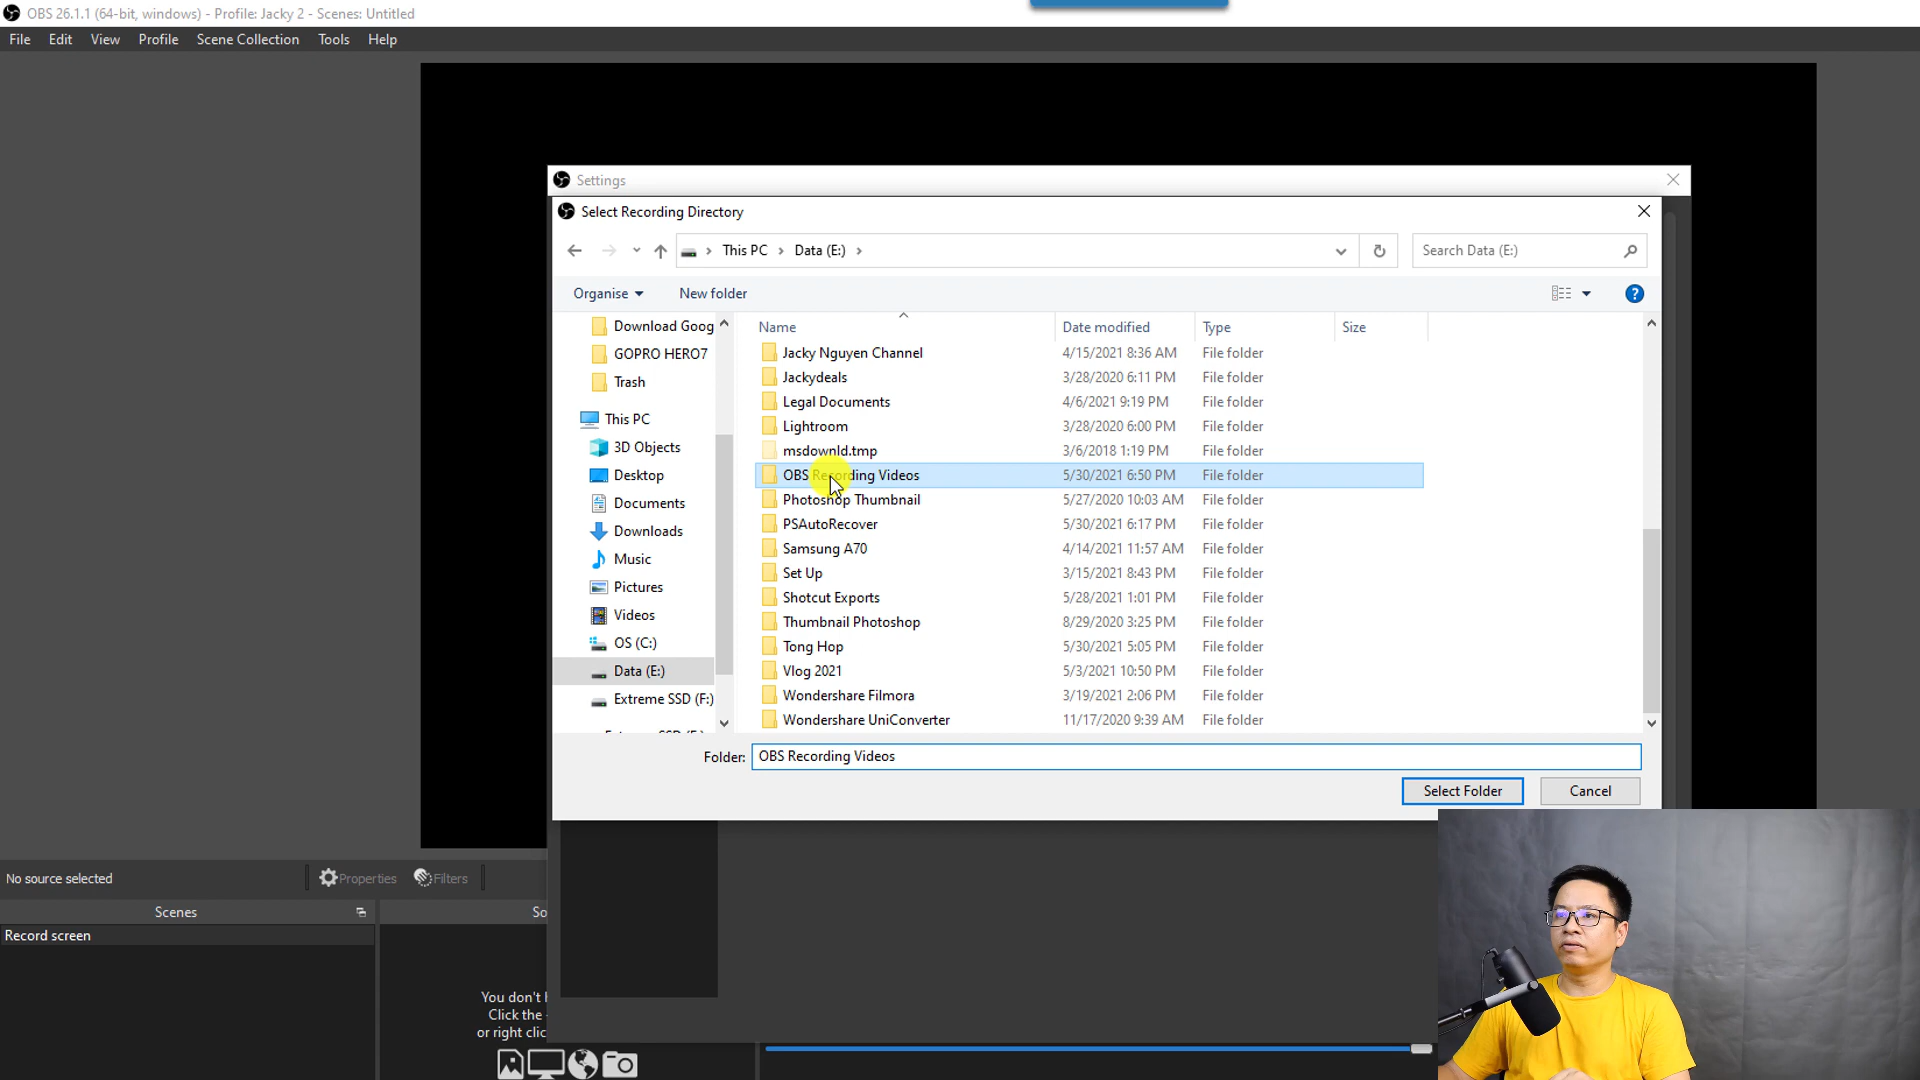 OBS 26.1.1 (64-bit, windows) - Profile: Jacky 2 - Scenes: Untitled
File Edit View Profile Scene Collection Tools Help
Settings
Select Recording Directory
This PC Data (E:)
Search Data (E:)
Organise New folder
Name Date modified Type Size
Download Goog
GOPRO HERO7
Trash
This PC
3D Objects
Desktop
Documents
Downloads
Music
Pictures
Videos
OS (C:)
Data (E:)
Extreme SSD (F:)
Jacky Nguyen Channel 4/15/2021 8:36 AM File folder
Jackydeals 3/28/2020 6:11 PM File folder
Legal Documents 4/6/2021 9:19 PM File folder
Lightroom 3/28/2020 6:00 PM File folder
msdownld.tmp 3/6/2018 1:19 PM File folder
OBS Recording Videos 5/30/2021 6:50 PM File folder
Photoshop Thumbnail 5/27/2020 10:03 AM File folder
PSAutoRecover 5/30/2021 6:17 PM File folder
Samsung A70 4/14/2021 11:57 AM File folder
Set Up 3/15/2021 8:43 PM File folder
Shotcut Exports 5/28/2021 1:01 PM File folder
Thumbnail Photoshop 8/29/2020 3:25 PM File folder
Tong Hop 5/30/2021 5:05 PM File folder
Vlog 2021 5/3/2021 10:50 PM File folder
Wondershare Filmora 3/19/2021 2:06 PM File folder
Wondershare UniConverter 11/17/2020 9:39 AM File folder
Folder: OBS Recording Videos
Select Folder Cancel
No source selected Properties Filters
Scenes So
Record screen
You don't
Click the
or right clic